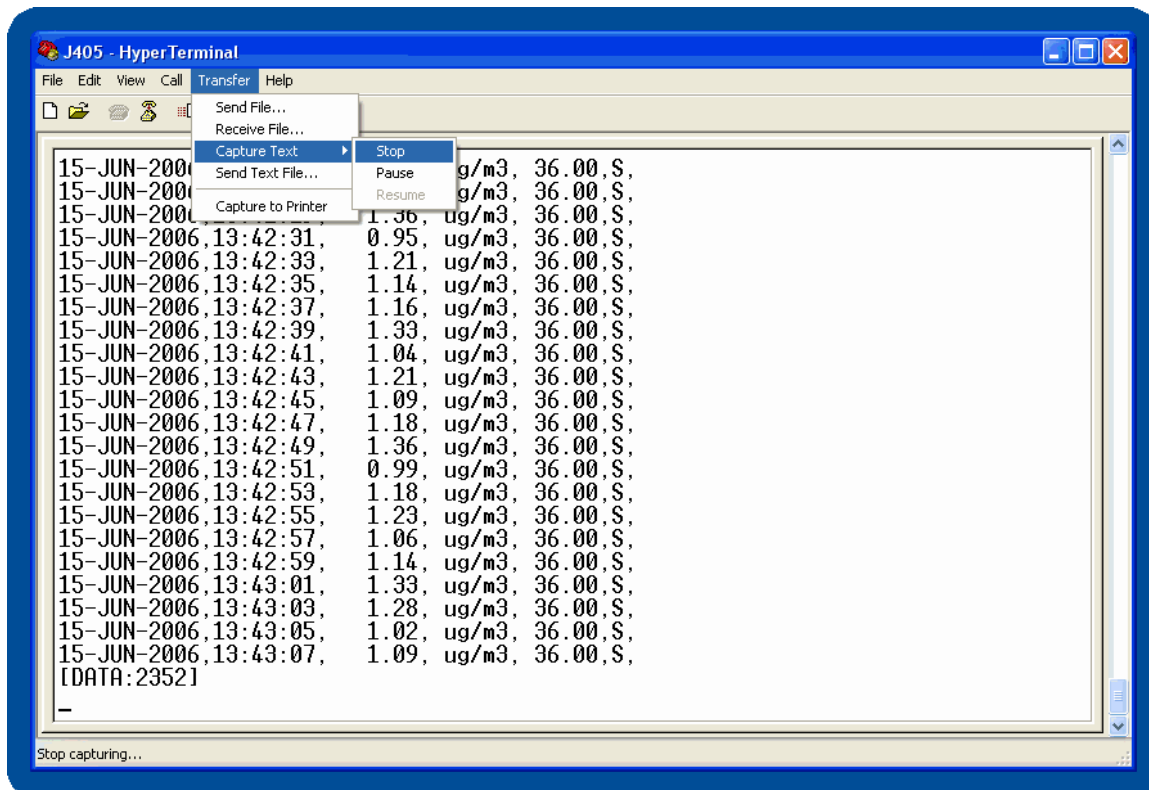 J405 - HyperTerminal
File Edit View Call Transfer Help
Send File...
Receive File...
Capture Text
Send Text File...
Capture to Printer
Stop
Pause
Resume
15-JUN-200 g/m3, 36.00,S,
15-JUN-200 g/m3, 36.00,S,
15-JUN-200 1.36, ug/m3, 36.00,S,
15-JUN-2006,13:42:31, 0.95, ug/m3, 36.00,S,
15-JUN-2006,13:42:33, 1.21, ug/m3, 36.00,S,
15-JUN-2006,13:42:35, 1.14, ug/m3, 36.00,S,
15-JUN-2006,13:42:37, 1.16, ug/m3, 36.00,S,
15-JUN-2006,13:42:39, 1.33, ug/m3, 36.00,S,
15-JUN-2006,13:42:41, 1.04, ug/m3, 36.00,S,
15-JUN-2006,13:42:43, 1.21, ug/m3, 36.00,S,
15-JUN-2006,13:42:45, 1.09, ug/m3, 36.00,S,
15-JUN-2006,13:42:47, 1.18, ug/m3, 36.00,S,
15-JUN-2006,13:42:49, 1.36, ug/m3, 36.00,S,
15-JUN-2006,13:42:51, 0.99, ug/m3, 36.00,S,
15-JUN-2006,13:42:53, 1.18, ug/m3, 36.00,S,
15-JUN-2006,13:42:55, 1.23, ug/m3, 36.00,S,
15-JUN-2006,13:42:57, 1.06, ug/m3, 36.00,S,
15-JUN-2006,13:42:59, 1.14, ug/m3, 36.00,S,
15-JUN-2006,13:43:01, 1.33, ug/m3, 36.00,S,
15-JUN-2006,13:43:03, 1.28, ug/m3, 36.00,S,
15-JUN-2006,13:43:05, 1.02, ug/m3, 36.00,S,
15-JUN-2006,13:43:07, 1.09, ug/m3, 36.00,S,
[DATA:2352]
Stop capturing...